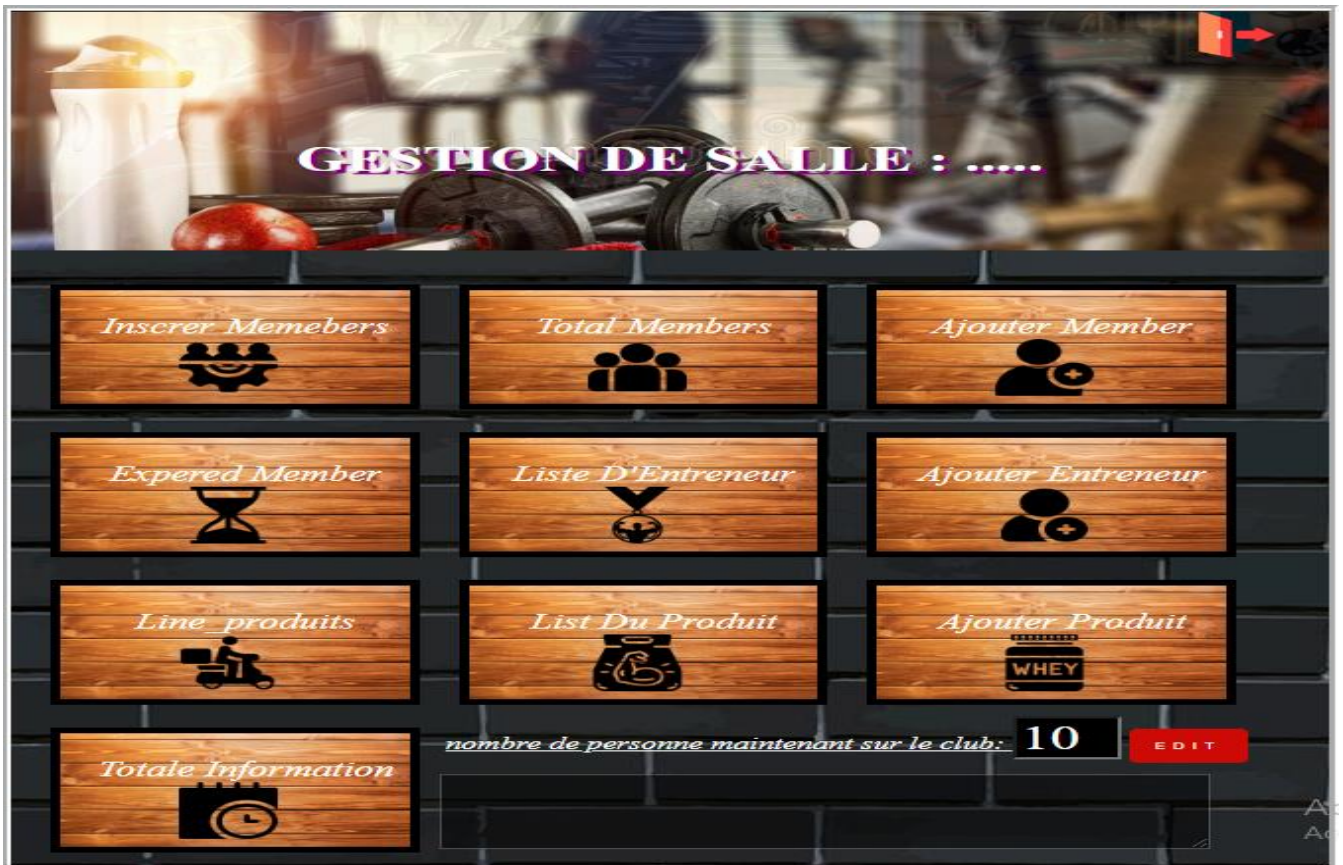 GESTION DE SALLE : .....
Inscrer Memebers
Total Members
Ajouter Member
Expered Member
Liste D'Entreneur
Ajouter Entreneur
Line_produits
List Du Produit
Ajouter Produit
WHEY
Totale Information
nombre de personne maintenant sur le club: 10 EDIT